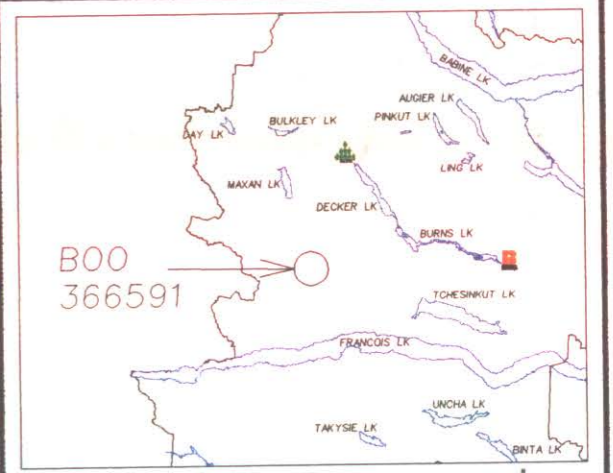 BABINE LK
AUGIER LK
PINKUT LK
BULKLEY LK
DAY LK
LING LK
MAXAN LK
DECKER LK
BURNS LK
BOO
366591
TCHESINKUT LK
FRANCOIS LK
UNCHA LK
TAKYSIE LK
BINTA LK